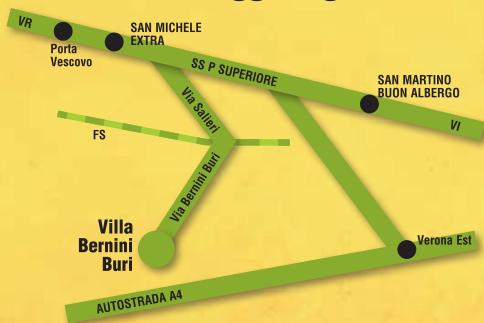 VR
Porta
Vescovo
SAN MICHELE
EXTRA
SS P SUPERIORE
SAN MARTINO
BUON ALBERGO
VI
Via Salieri
FS
Via Bernini Buri
Villa
Bernini
Buri
Verona Est
AUTOSTRADA A4